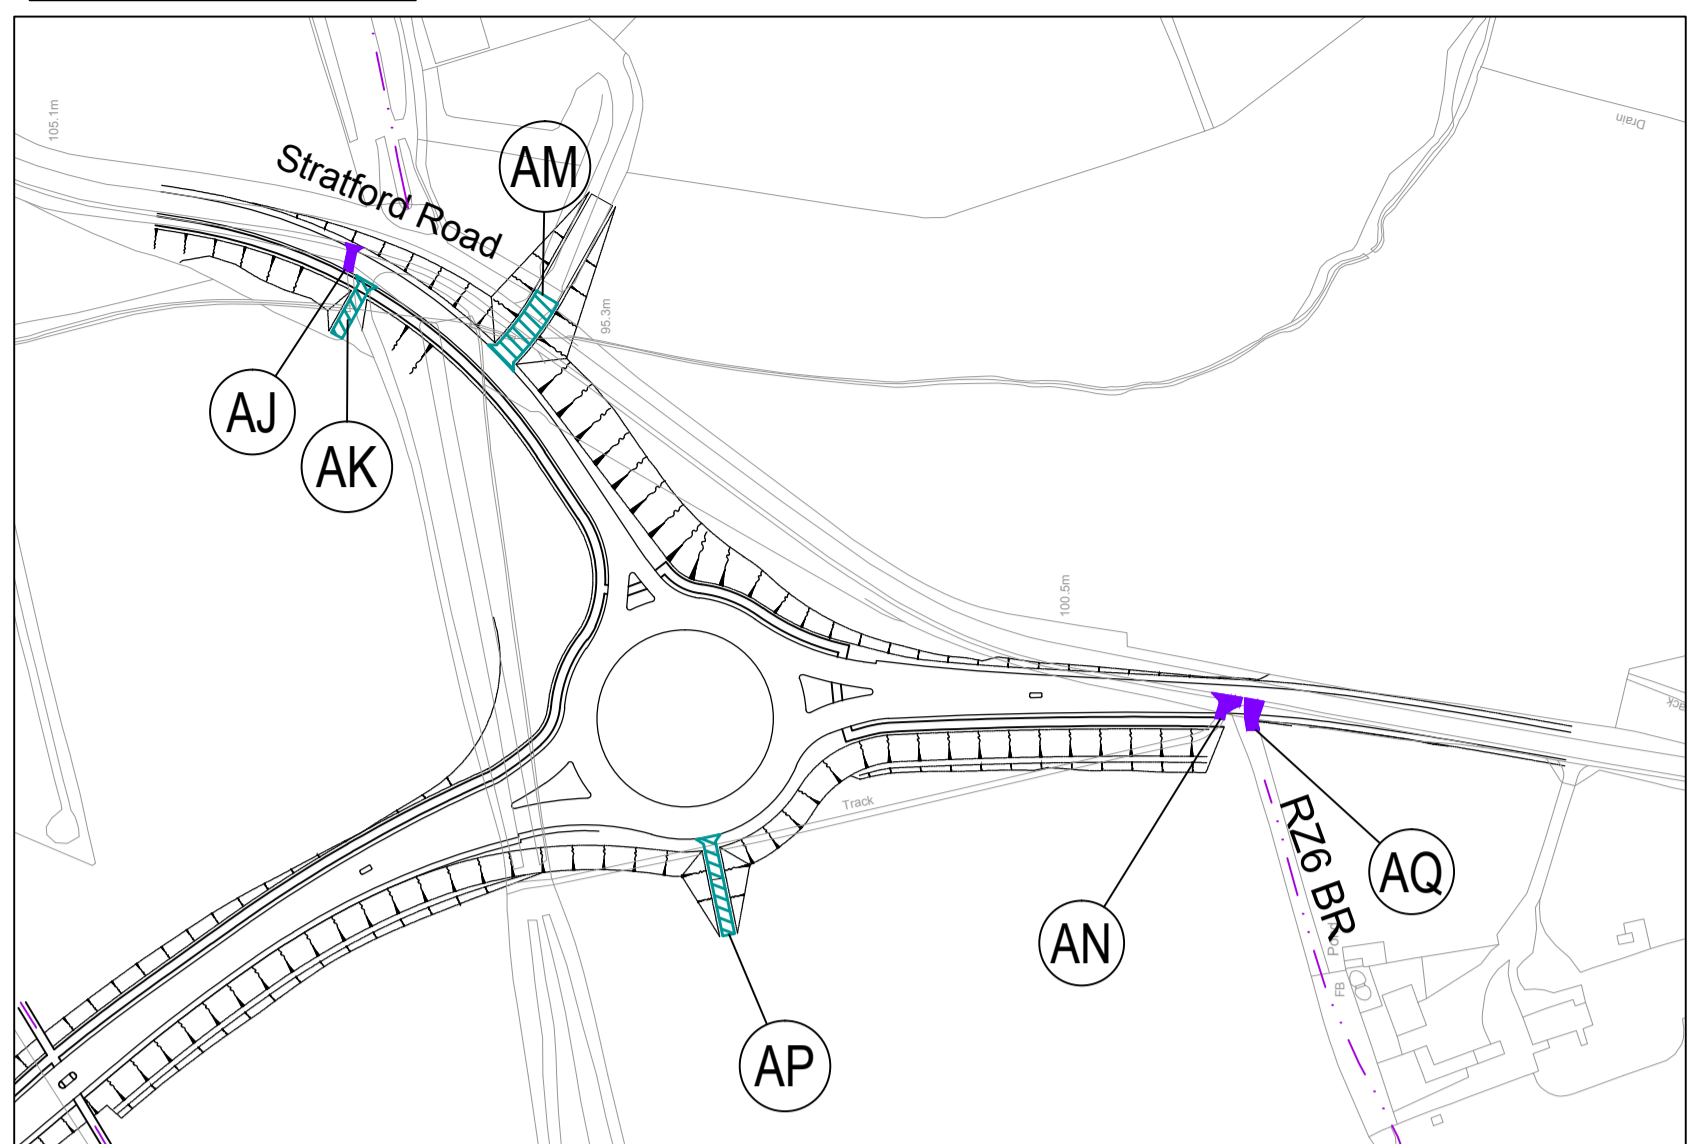 105.1m
Drain
Stratford Road
AM
95.3m
AJ
AK
100.5m
Track
RZ6 BR
AQ
AN
Pond
FB
AP